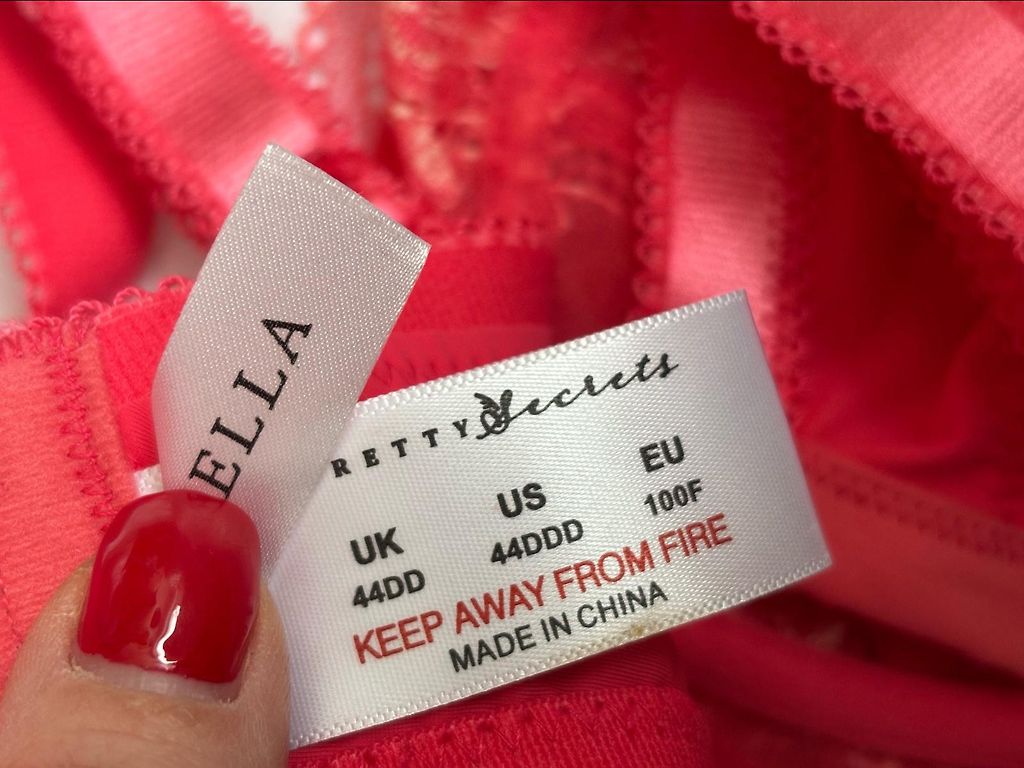 ELLA
RETTY Secrets
UK US EU
44DD 44DDD 100F
KEEP AWAY FROM FIRE
MADE IN CHINA